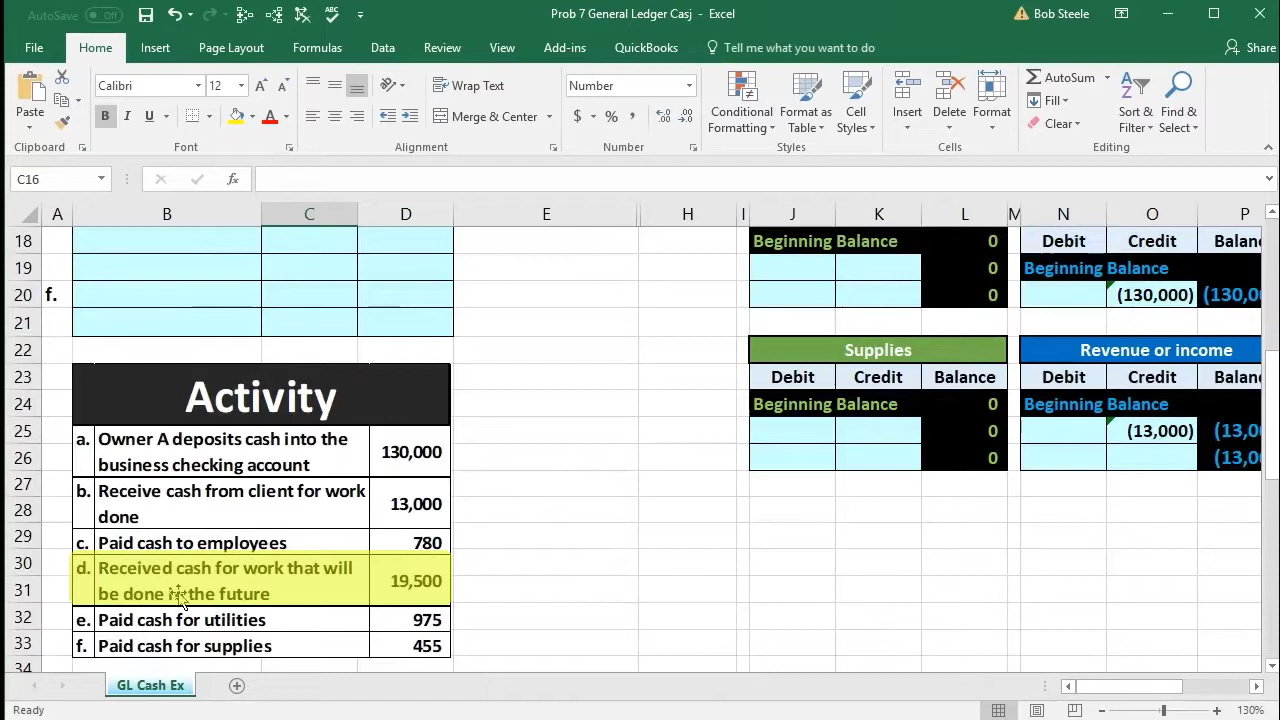 AutoSave Off Prob 7 General Ledger Casj - Excel Bob Steele
File Home Insert Page Layout Formulas Data Review View Add-ins QuickBooks Tell me what you want to do Share
Calibri 12 Wrap Text Number AutoSum
Paste B I U A Merge & Center $ % Conditional Formatting Format as Table Cell Styles Insert Delete Format Fill Clear Sort & Filter Find & Select
Clipboard Font Alignment Number Styles Cells Editing
C16 fx
A B C D E H I J K L M N O P
18 Beginning Balance 0 Debit Credit Balan
19 0 Beginning Balance
20 f. 0 (130,000) (130,0
21
22 Supplies Revenue or income
23 Debit Credit Balance Debit Credit Balan
24 Beginning Balance 0 Beginning Balance
25 0 (13,000) (13,0
26 0 (13,0
27
28
29
30
31
32
33
34
Activity
a. Owner A deposits cash into the
business checking account 130,000
b. Receive cash from client for work
done 13,000
c. Paid cash to employees 780
d. Received cash for work that will
be done in the future 19,500
e. Paid cash for utilities 975
f. Paid cash for supplies 455
GL Cash Ex
Ready 130%